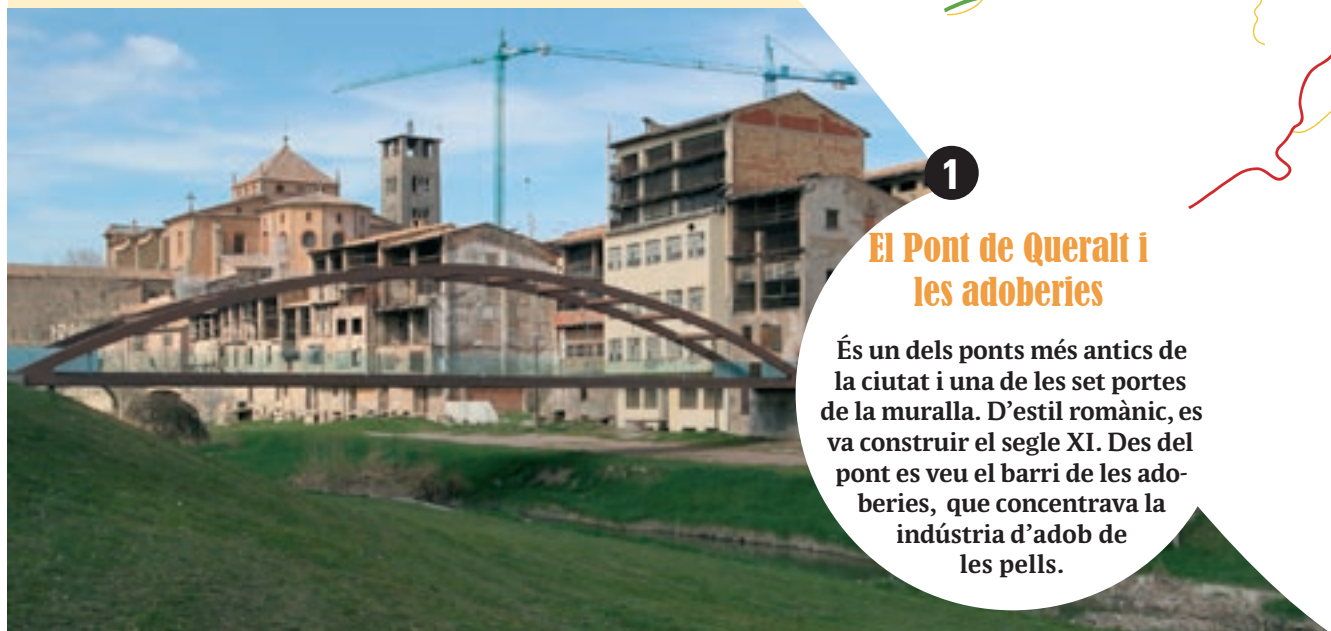 1
El Pont de Queralt i
les adoberies
És un dels ponts més antics de
la ciutat i una de les set portes
de la muralla. D’estil romànic, es
va construir el segle XI. Des del
pont es veu el barri de les ado-
beries, que concentrava la
indústria d’adob de
les pells.